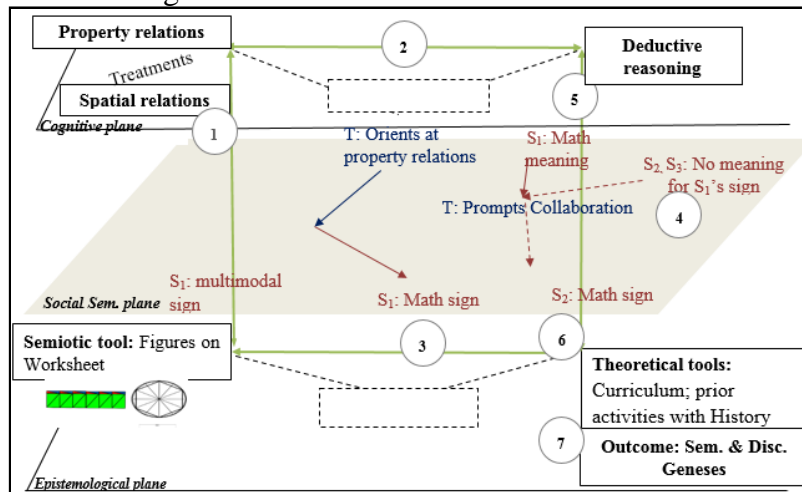 Property relations
2
Deductive
reasoning
Treatments
Spatial relations
5
Cognitive plane
1
T: Orients at
property relations
S₁: Math
meaning
S₂, S₃: No meaning
for S₁'s sign
T: Prompts Collaboration
4
S₁: multimodal
sign
S₁: Math sign
S₂: Math sign
Social Sem. plane
Semiotic tool: Figures on
Worksheet
3
6
Theoretical tools:
Curriculum; prior
activities with History
7
Outcome: Sem. & Disc.
Geneses
Epistemological plane